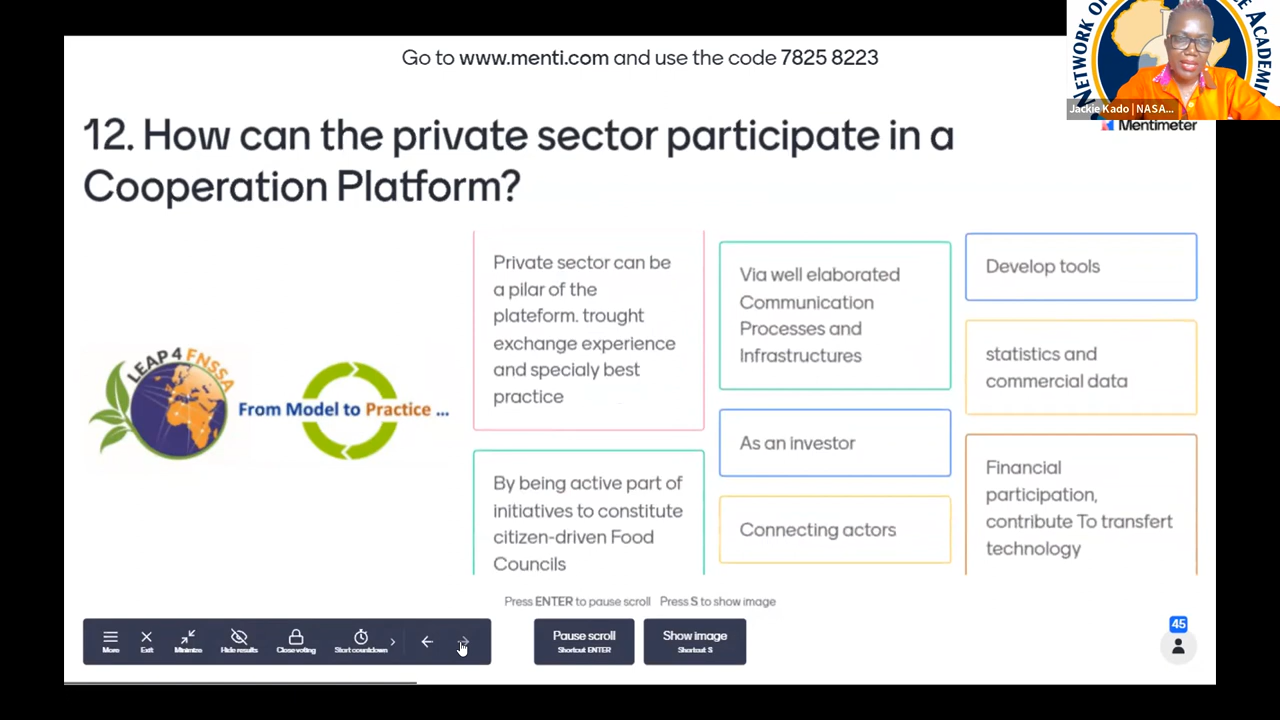 Go to www.menti.com and use the code 7825 8223
NETWORK OF
ACADEMI
Jackie Kado | NASA...
Mentimeter
12. How can the private sector participate in a
Cooperation Platform?
LEAP4FNSSA
From Model to Practice ...
Private sector can be
a pilar of the
plateform. trought
exchange experience
and specialy best
practice
By being active part of
initiatives to constitute
citizen-driven Food
Councils
Via well elaborated
Communication
Processes and
Infrastructures
As an investor
Connecting actors
Develop tools
statistics and
commercial data
Financial
participation,
contribute To transfert
technology
Press ENTER to pause scroll Press S to show image
More
Exit
Minimize
Hide results
Close voting
Start countdown
Pause scroll
Shortcut ENTER
Show image
Shortcut S
45